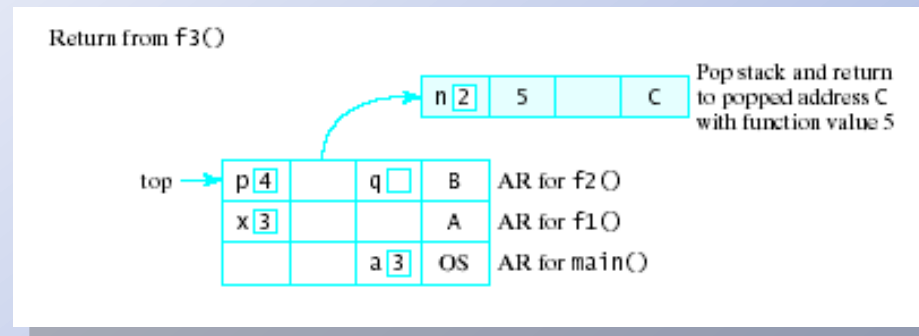 Return from f3()
n 2 5 C
Pop stack and return
to popped address C
with function value 5
top p 4 q B AR for f2()
x 3 A AR for f1()
a 3 OS AR for main()